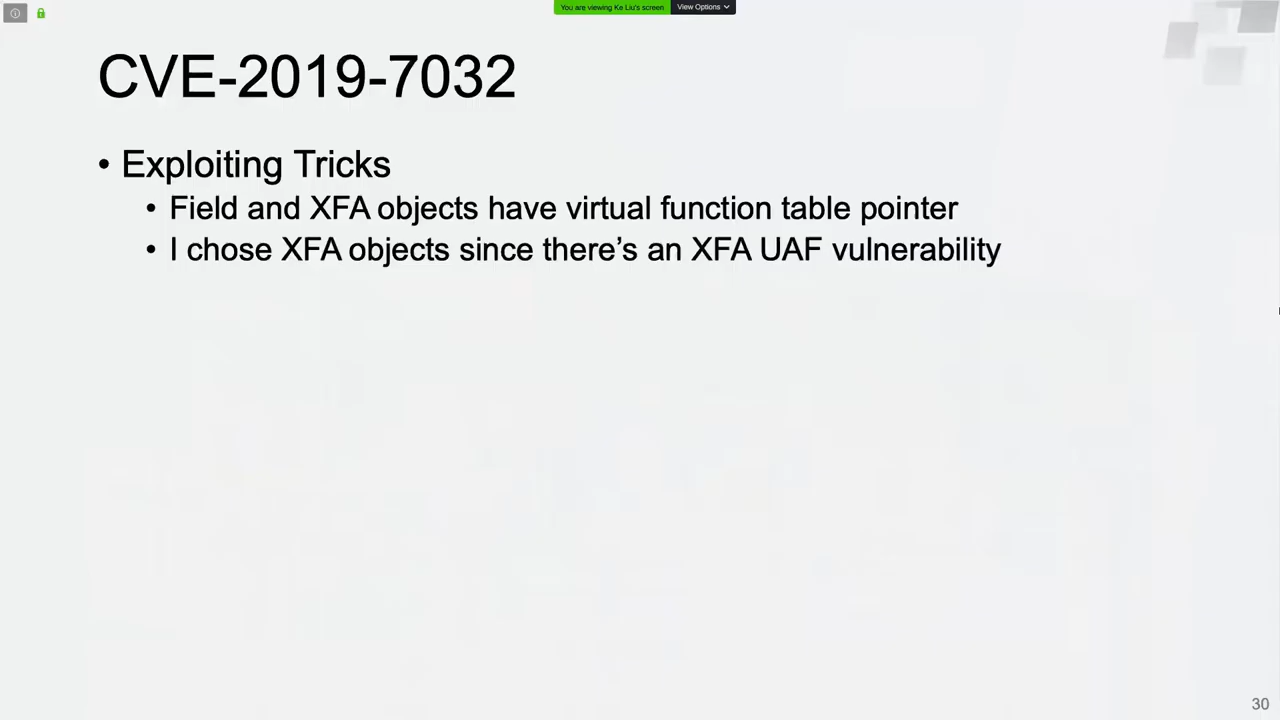 You are viewing Ke Liu's screen View Options
CVE-2019-7032
• Exploiting Tricks
• Field and XFA objects have virtual function table pointer
• I chose XFA objects since there’s an XFA UAF vulnerability
30